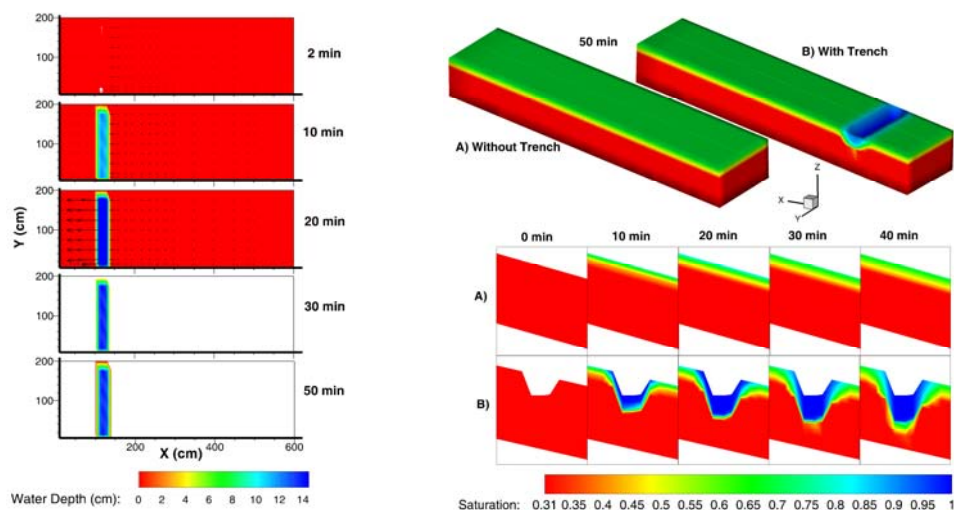 200
100
2 min
200
100
10 min
200
100
20 min
Y (cm)
200
100
30 min
200
100
50 min
200 400 600
X (cm)
Water Depth (cm): 0 2 4 6 8 10 12 14
50 min
B) With Trench
A) Without Trench
Z
X
Y
0 min 10 min 20 min 30 min 40 min
A)
B)
Saturation: 0.31 0.35 0.4 0.45 0.5 0.55 0.6 0.65 0.7 0.75 0.8 0.85 0.9 0.95 1